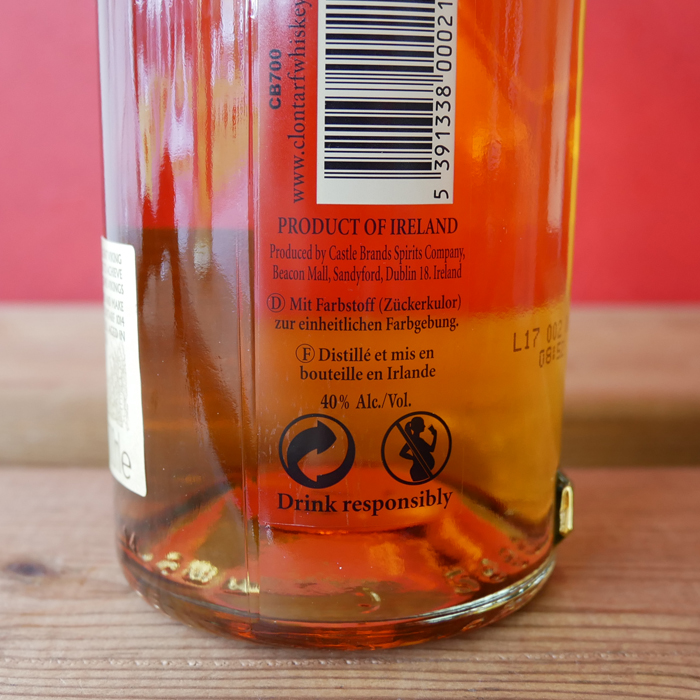 CB700
www.clontarfwhiskey
5 391338 00021
PRODUCT OF IRELAND
Produced by Castle Brands Spirits Company,
Beacon Mall, Sandyford, Dublin 18. Ireland
Ⓓ Mit Farbstoff (Zückerkulor)
zur einheitlichen Farbgebung.
Ⓕ Distillé et mis en
bouteille en Irlande
40% Alc./Vol.
Drink responsibly
L17